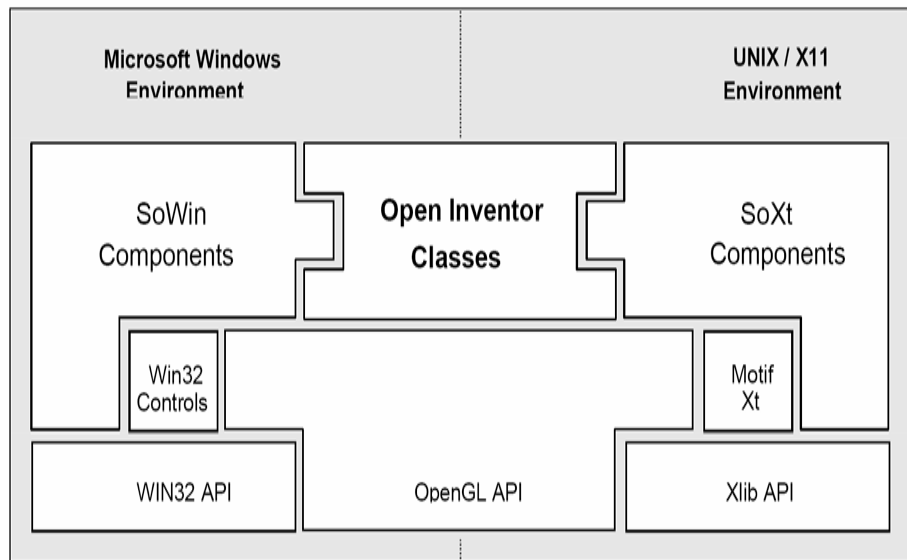 Microsoft Windows
Environment
UNIX / X11
Environment
SoWin
Components
Open Inventor
Classes
SoXt
Components
Win32
Controls
Motif
Xt
WIN32 API
OpenGL API
Xlib API